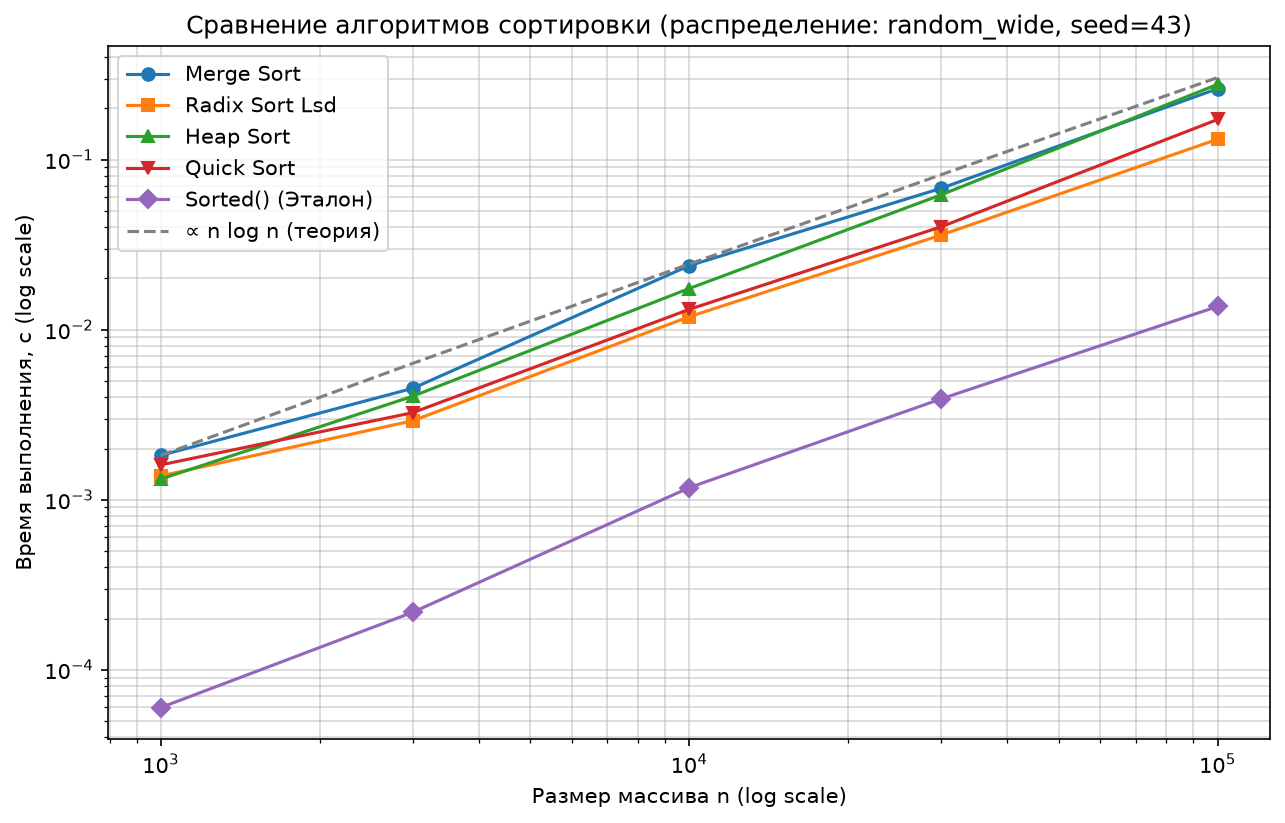 Сравнение алгоритмов сортировки (распределение: random_wide, seed=43)
Merge Sort
Radix Sort Lsd
Heap Sort
Quick Sort
Sorted() (Эталон)
∝ n log n (теория)
Время выполнения, с (log scale)
10⁻¹
10⁻²
10⁻³
10⁻⁴
10³
10⁴
10⁵
Размер массива n (log scale)